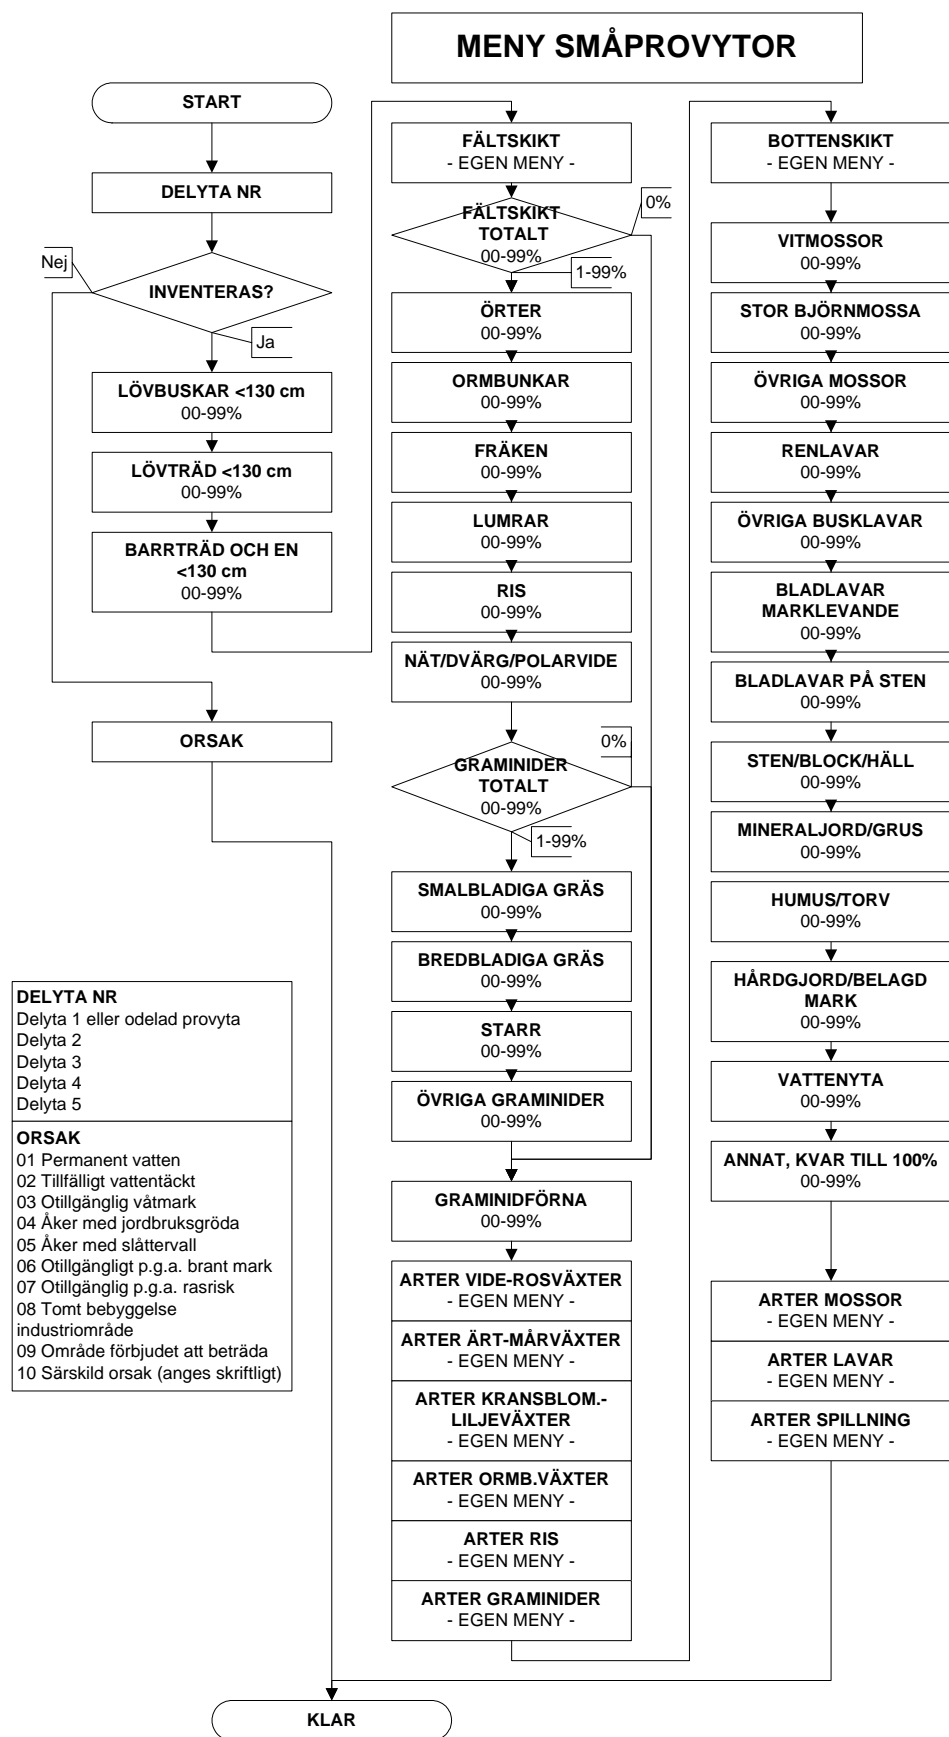 MENY SMÅPROVYTOR
START
DELYTA NR
INVENTERAS?
Nej
Ja
LÖVBUSKAR <130 cm
00-99%
LÖVTRÄD <130 cm
00-99%
BARRTRÄD OCH EN
<130 cm
00-99%
ORSAK
DELYTA NR
Delyta 1 eller odelad provyta
Delyta 2
Delyta 3
Delyta 4
Delyta 5
ORSAK
01 Permanent vatten
02 Tillfälligt vattentäckt
03 Otillgänglig våtmark
04 Åker med jordbruksgröda
05 Åker med slåttervall
06 Otillgängligt p.g.a. brant mark
07 Otillgänglig p.g.a. rasrisk
08 Tomt bebyggelse
industriområde
09 Område förbjudet att beträda
10 Särskild orsak (anges skriftligt)
FÄLTSKIKT
- EGEN MENY -
FÄLTSKIKT
TOTALT
00-99%
0%
1-99%
ÖRTER
00-99%
ORMBUNKAR
00-99%
FRÄKEN
00-99%
LUMRAR
00-99%
RIS
00-99%
NÄT/DVÄRG/POLARVIDE
00-99%
GRAMINIDER
TOTALT
00-99%
0%
1-99%
SMALBLADIGA GRÄS
00-99%
BREDBLADIGA GRÄS
00-99%
STARR
00-99%
ÖVRIGA GRAMINIDER
00-99%
GRAMINIDFÖRNA
00-99%
ARTER VIDE-ROSVÄXTER
- EGEN MENY -
ARTER ÄRT-MÅRVÄXTER
- EGEN MENY -
ARTER KRANSBLOM.-
LILJEVÄXTER
- EGEN MENY -
ARTER ORMB.VÄXTER
- EGEN MENY -
ARTER RIS
- EGEN MENY -
ARTER GRAMINIDER
- EGEN MENY -
BOTTENSKIKT
- EGEN MENY -
VITMOSSOR
00-99%
STOR BJÖRNMOSSA
00-99%
ÖVRIGA MOSSOR
00-99%
RENLAVAR
00-99%
ÖVRIGA BUSKLAVAR
00-99%
BLADLAVAR
MARKLEVANDE
00-99%
BLADLAVAR PÅ STEN
00-99%
STEN/BLOCK/HÄLL
00-99%
MINERALJORD/GRUS
00-99%
HUMUS/TORV
00-99%
HÅRDGJORD/BELAGD
MARK
00-99%
VATTENYTA
00-99%
ANNAT, KVAR TILL 100%
00-99%
ARTER MOSSOR
- EGEN MENY -
ARTER LAVAR
- EGEN MENY -
ARTER SPILLNING
- EGEN MENY -
KLAR